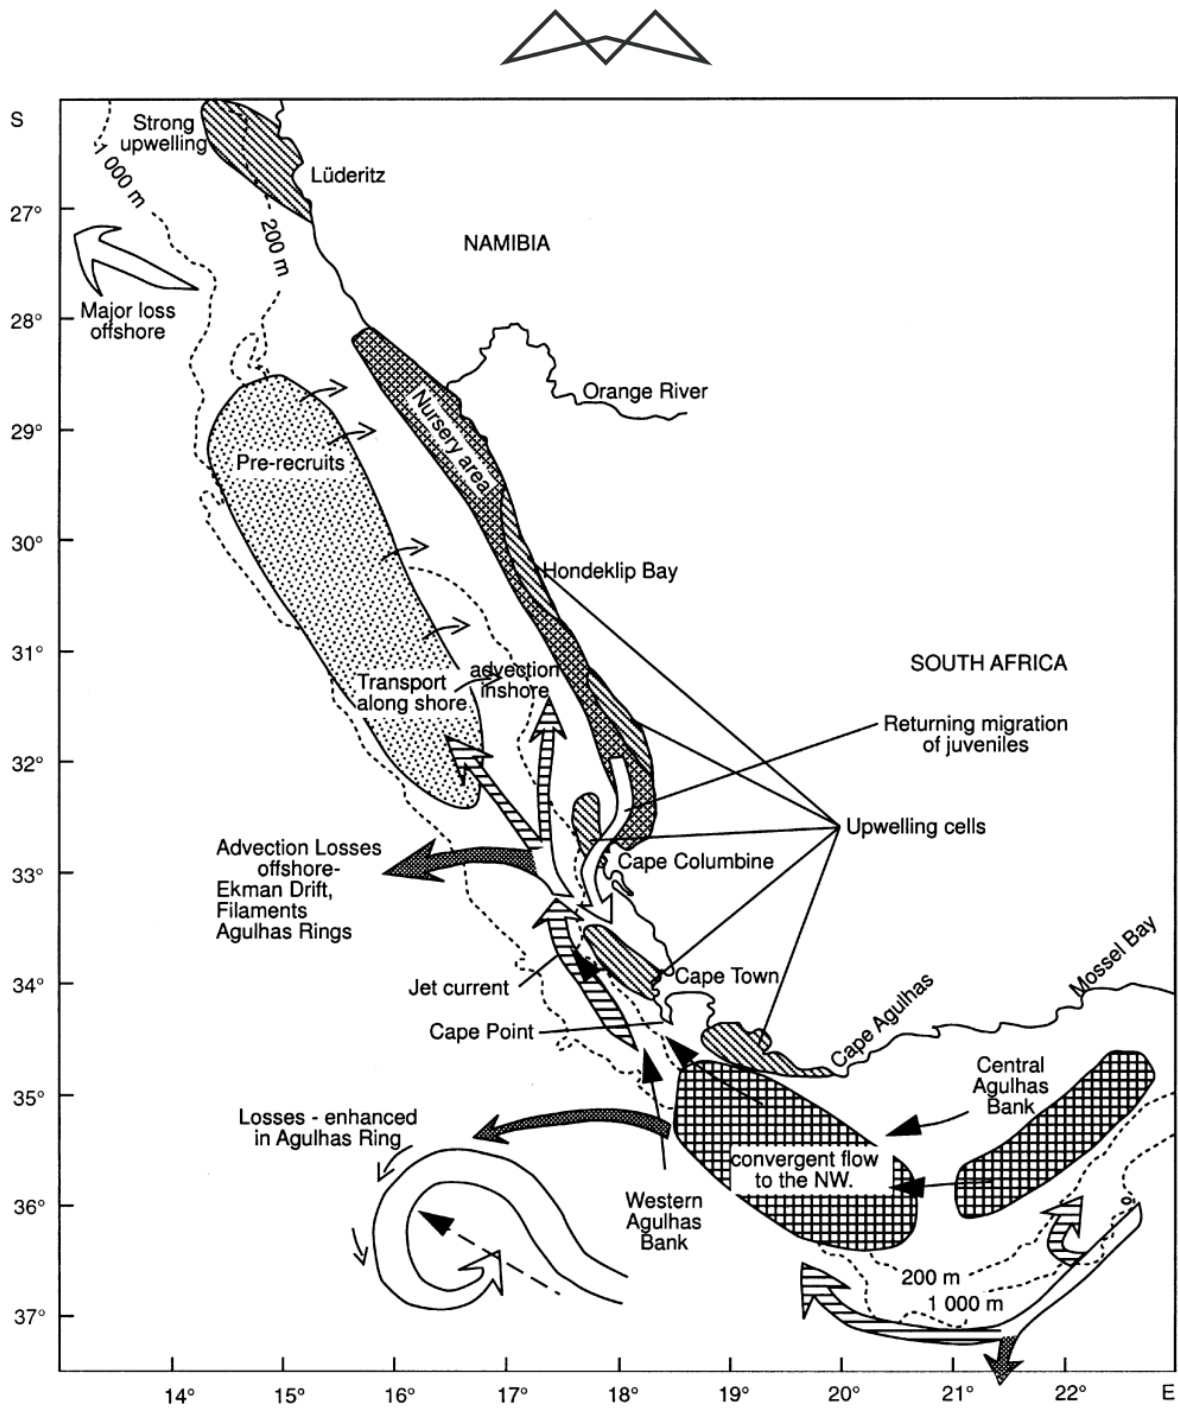 S
Strong
upwelling
1 000 m
Lüderitz
27°
200 m
NAMIBIA
Major loss
offshore
28°
Orange River
Nursery area
29°
Pre-recruits
30°
Hondeklip Bay
31°
SOUTH AFRICA
advection
inshore
Transport
along shore
Returning migration
of juveniles
32°
Upwelling cells
Advection Losses
offshore-
Ekman Drift,
Filaments
Agulhas Rings
Cape Columbine
33°
Mossel Bay
34°
Jet current
Cape Town
Cape Point
Cape Agulhas
35°
Central
Agulhas
Bank
Losses - enhanced
in Agulhas Ring
convergent flow
to the NW.
36°
Western
Agulhas
Bank
200 m
1 000 m
37°
14°
15°
16°
17°
18°
19°
20°
21°
22°
E